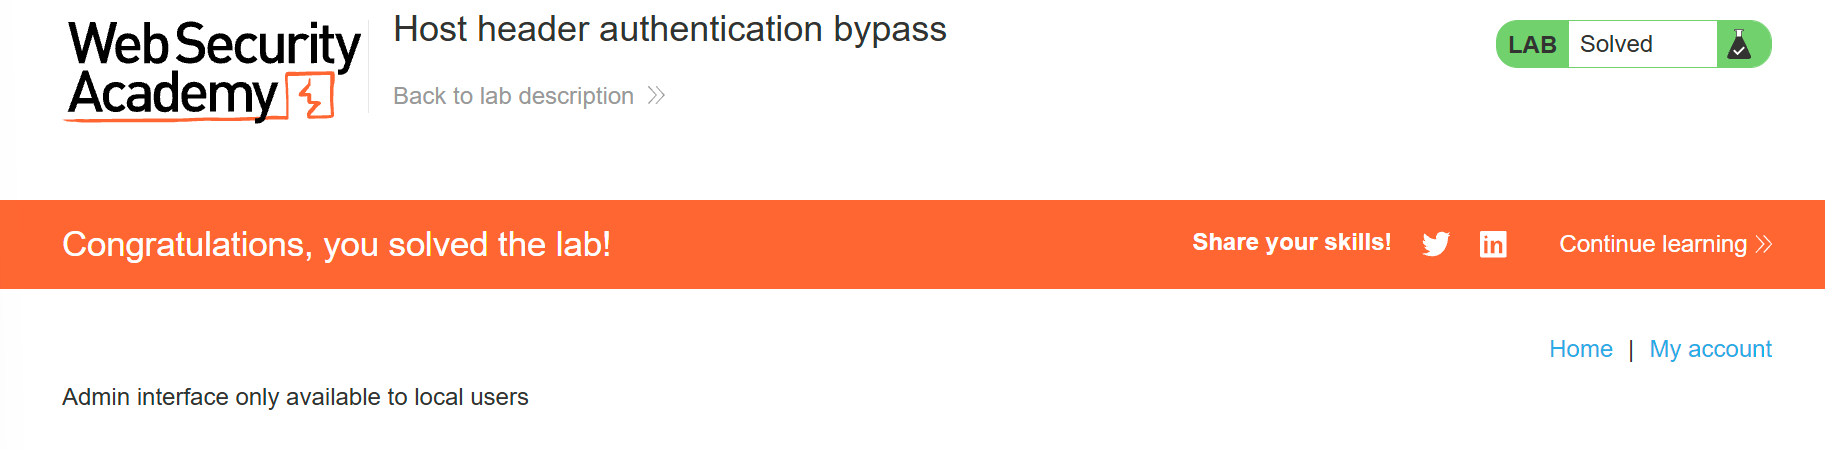 Web Security
Academy
Host header authentication bypass
Back to lab description
LAB Solved
Congratulations, you solved the lab!
Share your skills!
Continue learning
Home | My account
Admin interface only available to local users